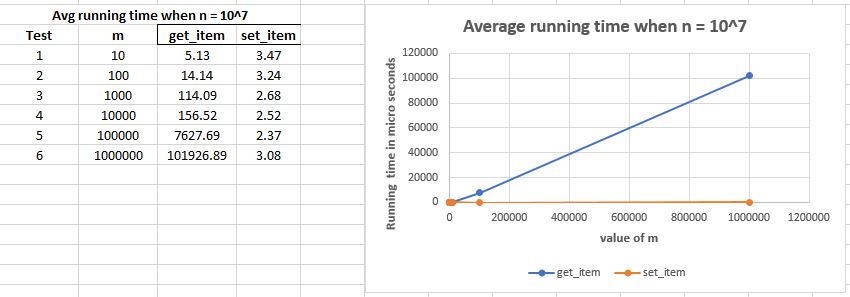 Avg running time when n = 10^7
Test m get_item set_item
1 10 5.13 3.47
2 100 14.14 3.24
3 1000 114.09 2.68
4 10000 156.52 2.52
5 100000 7627.69 2.37
6 1000000 101926.89 3.08
Average running time when n = 10^7
Running time in micro seconds
120000
100000
80000
60000
40000
20000
0
0 200000 400000 600000 800000 1000000 1200000
value of m
get_item set_item